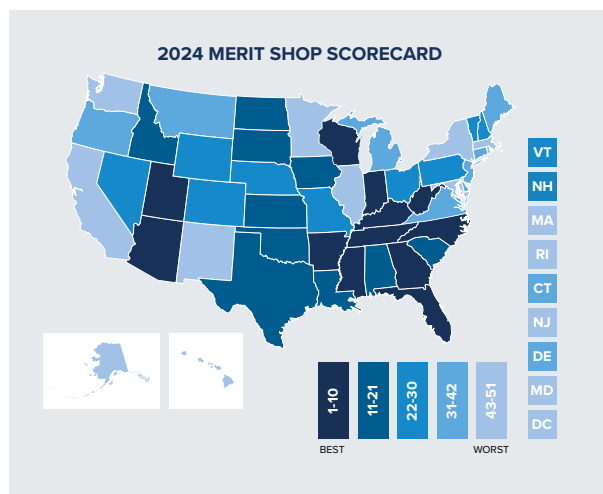 2024 MERIT SHOP SCORECARD
VT
NH
MA
RI
CT
NJ
DE
MD
DC
1-10
11-21
22-30
31-42
43-51
BEST
WORST